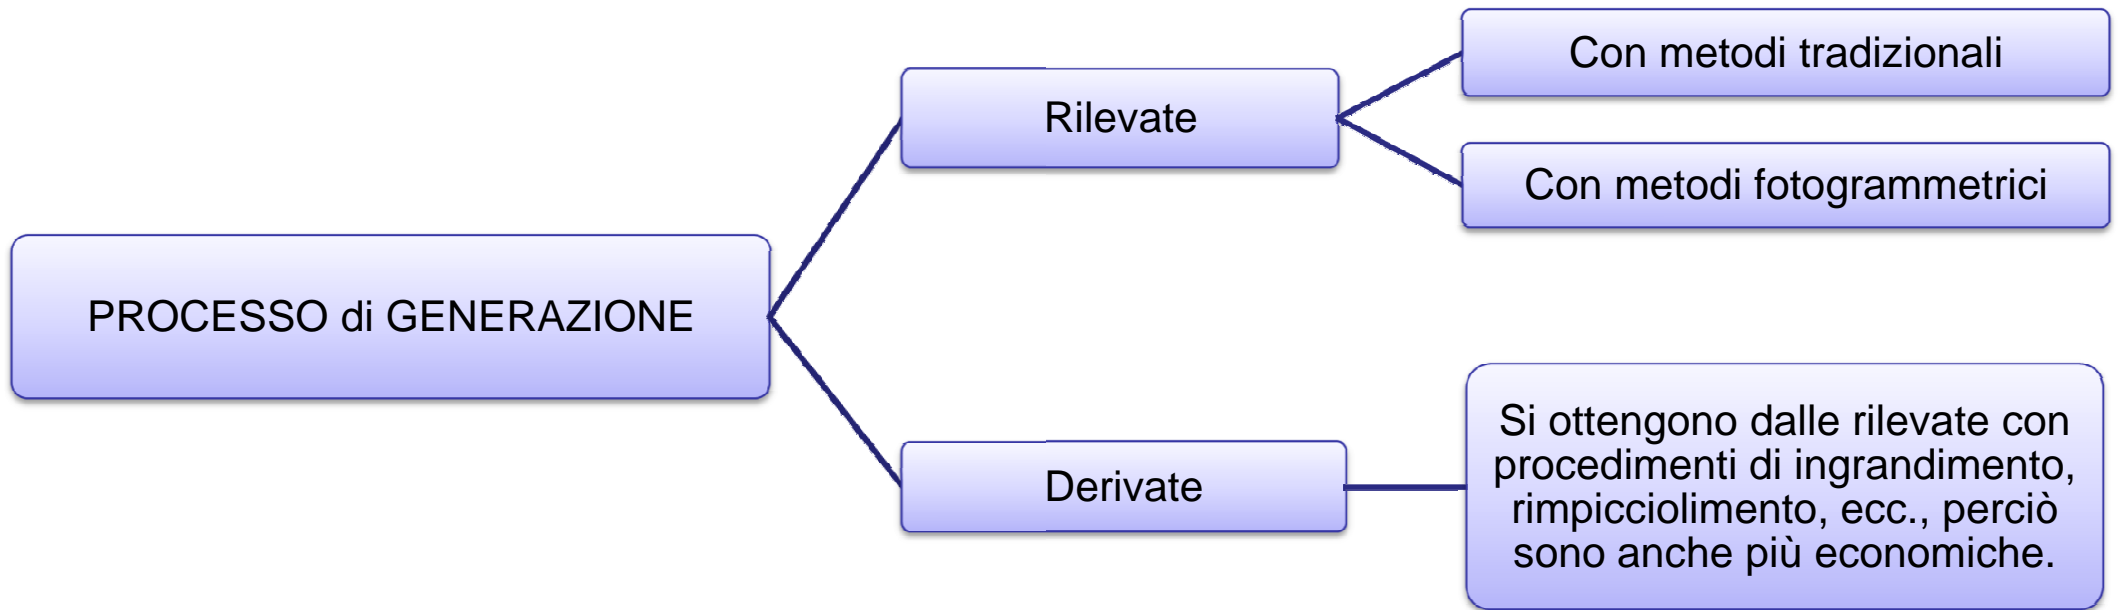 Con metodi tradizionali
Rilevate
Con metodi fotogrammetrici
PROCESSO di GENERAZIONE
Derivate
Si ottengono dalle rilevate con
procedimenti di ingrandimento,
rimpicciolimento, ecc., perciò
sono anche più economiche.